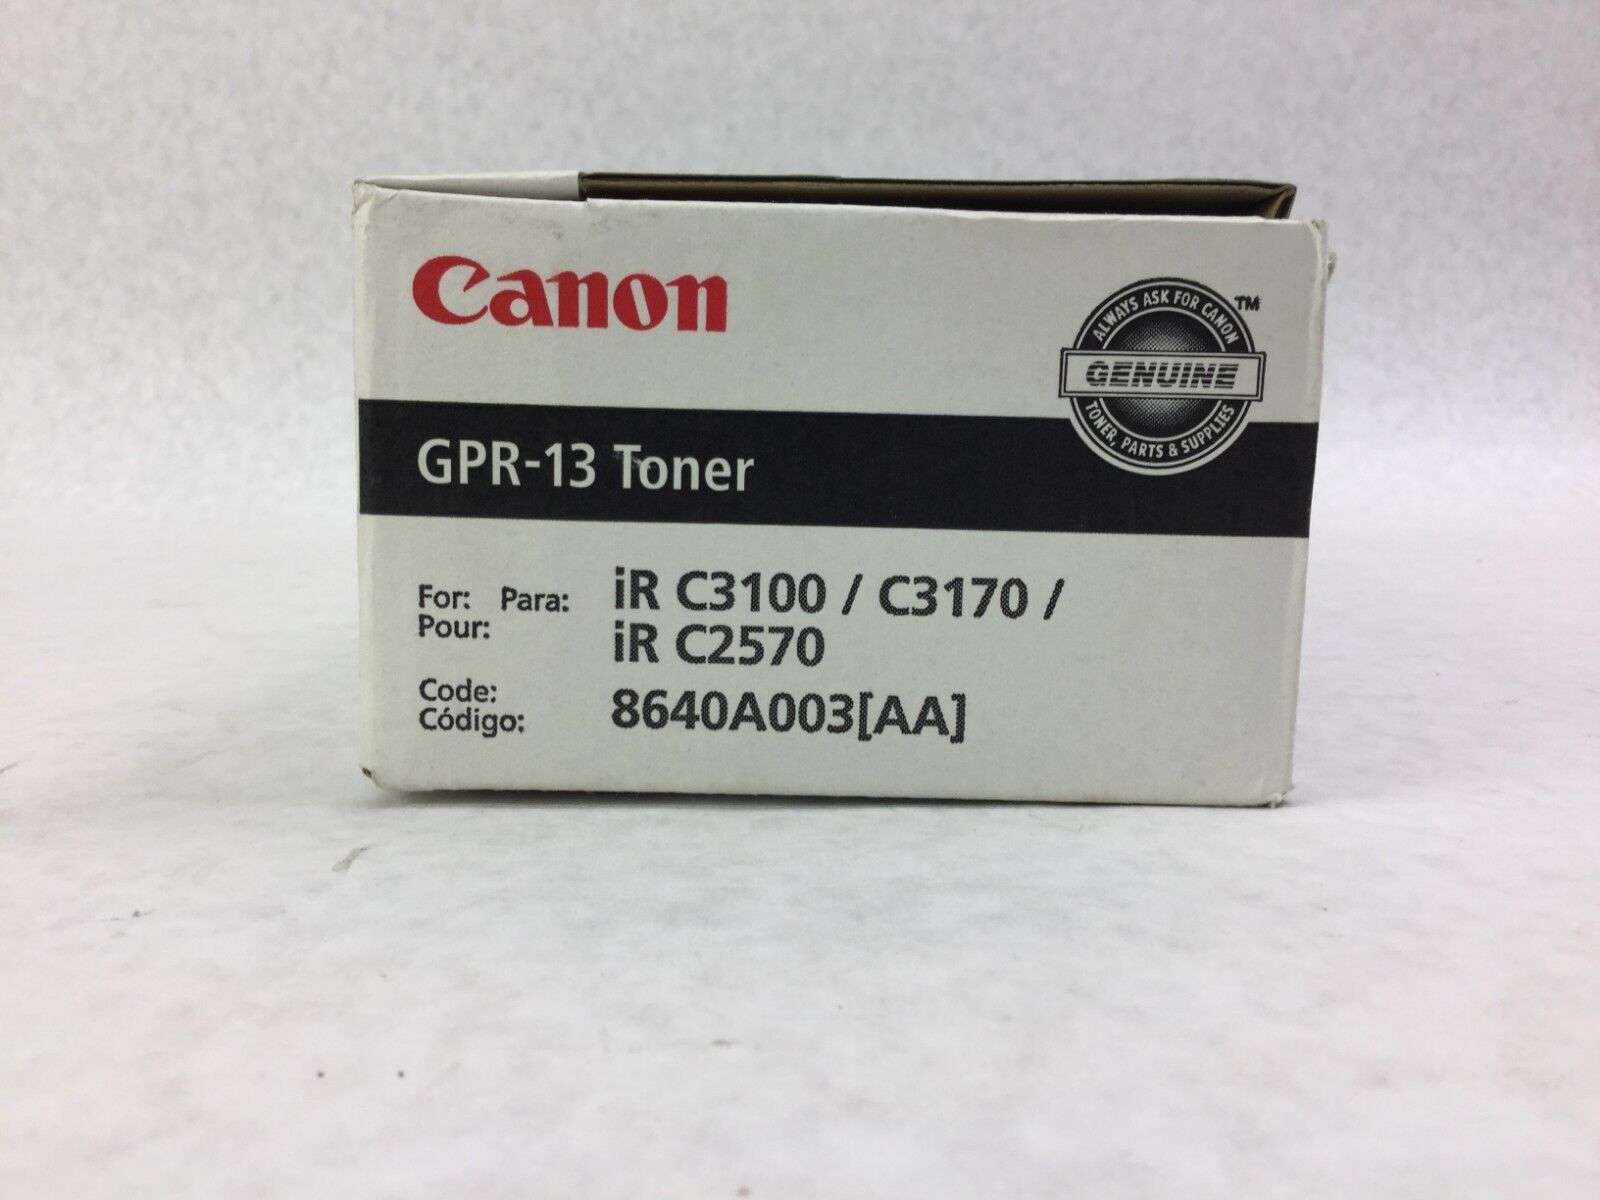 Canon
ALWAYS ASK FOR CANON
TM
GENUINE
TONER, PARTS & SUPPLIES
GPR-13 Toner
For: Para: iR C3100 / C3170 /
Pour: iR C2570
Code: 8640A003[AA]
Código: